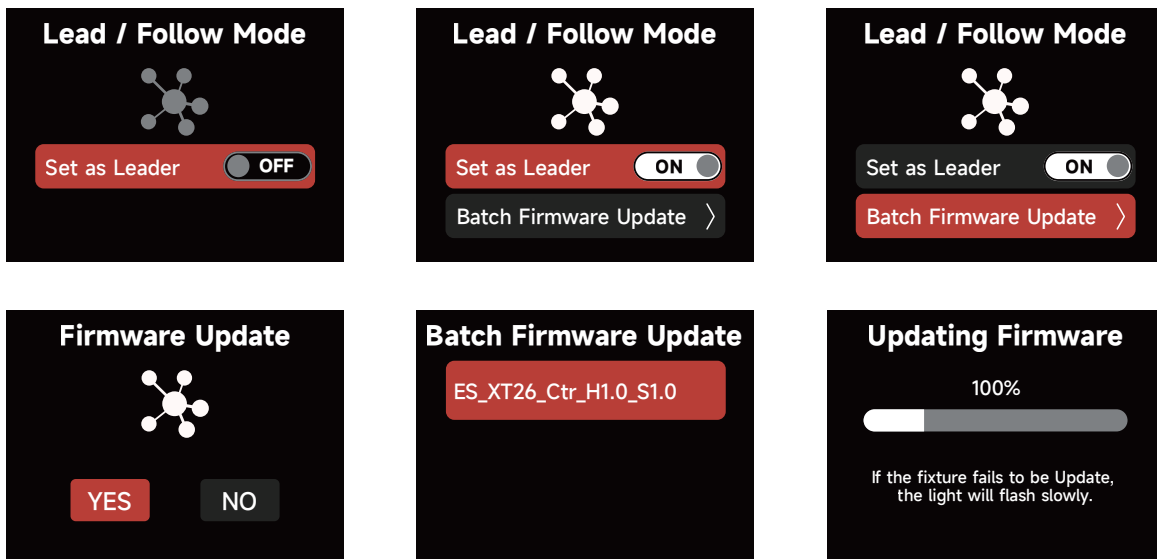 Lead / Follow Mode
Set as Leader
OFF
Lead / Follow Mode
Set as Leader
ON
Batch Firmware Update
Lead / Follow Mode
Set as Leader
ON
Batch Firmware Update
Firmware Update
YES
NO
Batch Firmware Update
ES_XT26_Ctr_H1.0_S1.0
Updating Firmware
100%
If the fixture fails to be Update,
the light will flash slowly.